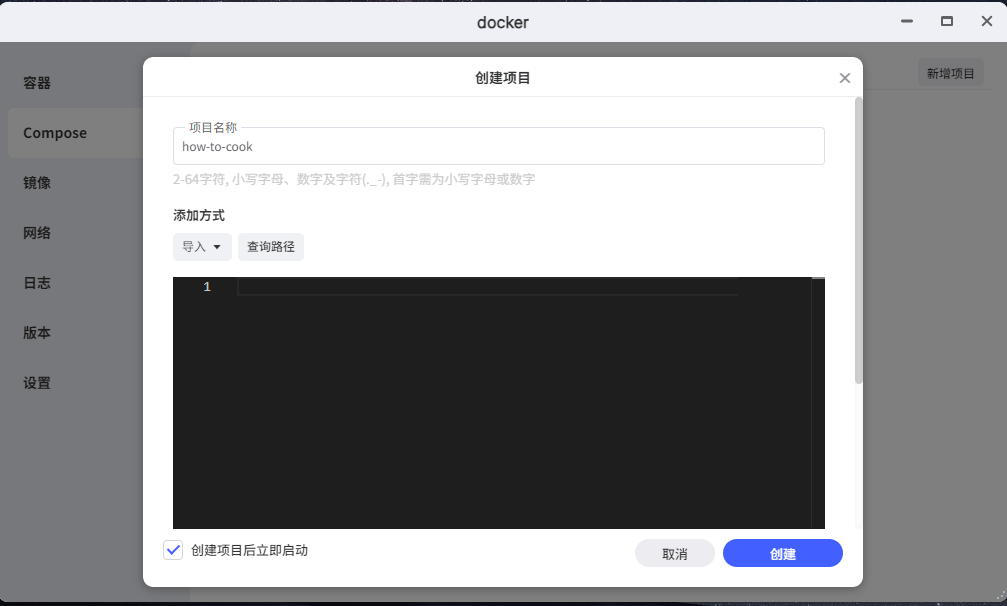 docker
容器
Compose
镜像
网络
日志
版本
设置
新增项目
创建项目
项目名称
how-to-cook
2-64字符, 小写字母、数字及字符(._-), 首字需为小写字母或数字
添加方式
导入
查询路径
1
创建项目后立即启动
取消
创建